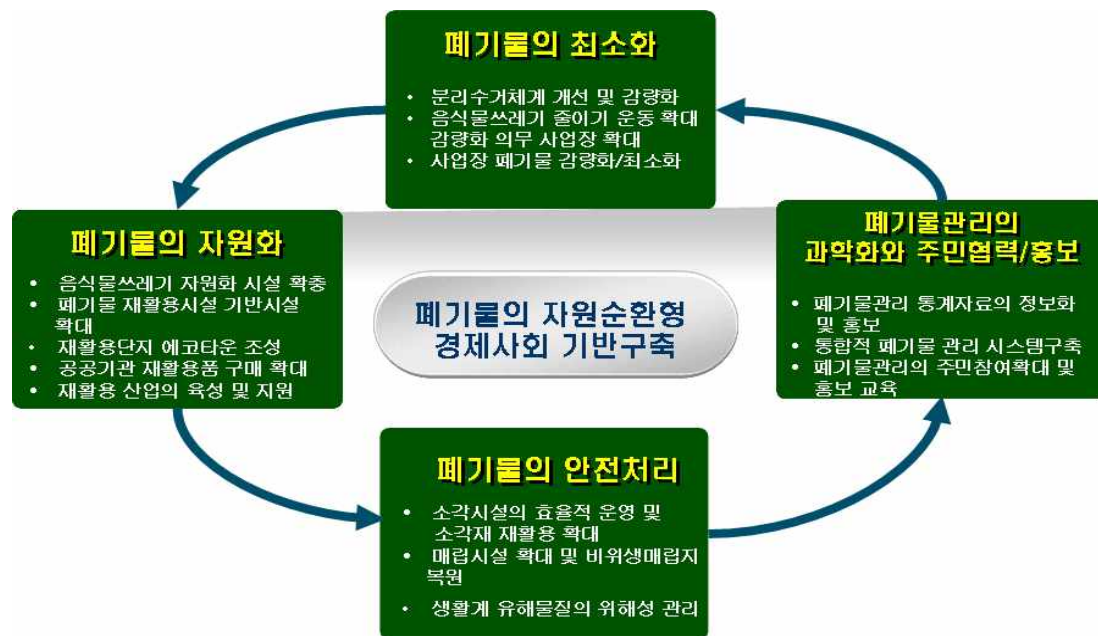 폐기물의 최소화
• 분리수거체계 개선 및 감량화
• 음식물쓰레기 줄이기 운동 확대
감량화 의무 사업장 확대
• 사업장 폐기물 감량화/최소화
폐기물의 자원화
• 음식물쓰레기 자원화 시설 확충
• 폐기물 재활용시설 기반시설
확대
• 재활용단지 에코타운 조성
• 공공기관 재활용품 구매 확대
• 재활용 산업의 육성 및 지원
폐기물의 자원순환형
경제사회 기반구축
폐기물관리의
과학화와 주민협력/홍보
• 폐기물관리 통계자료의 정보화
및 홍보
• 통합적 폐기물 관리 시스템구축
• 폐기물관리의 주민참여확대 및
홍보 교육
폐기물의 안전처리
• 소각시설의 효율적 운영 및
소각재 재활용 확대
• 매립시설 확대 및 비위생매립지
복원
• 생활계 유해물질의 위해성 관리